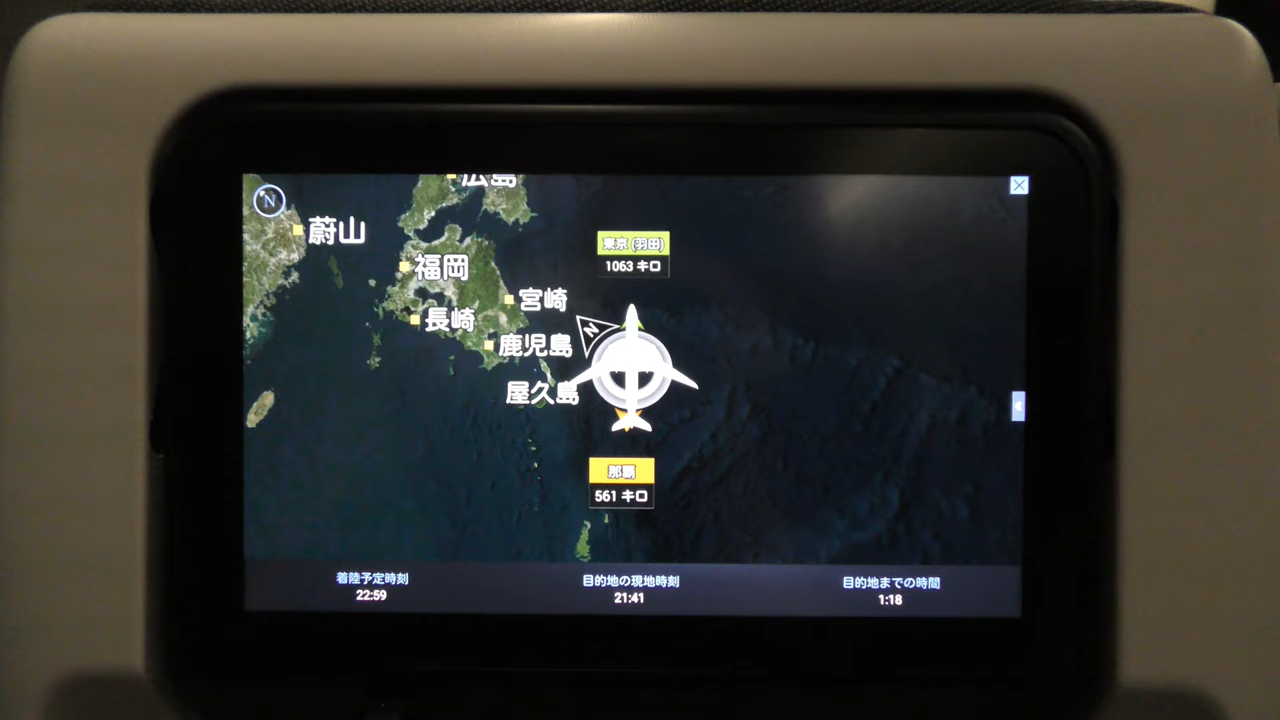 広島
N
蔚山
東京 (羽田)
1063 キロ
福岡
宮崎
長崎
N
鹿児島
屋久島
那覇
561 キロ
着陸予定時刻
22:59
目的地の現地時刻
21:41
目的地までの時間
1:18